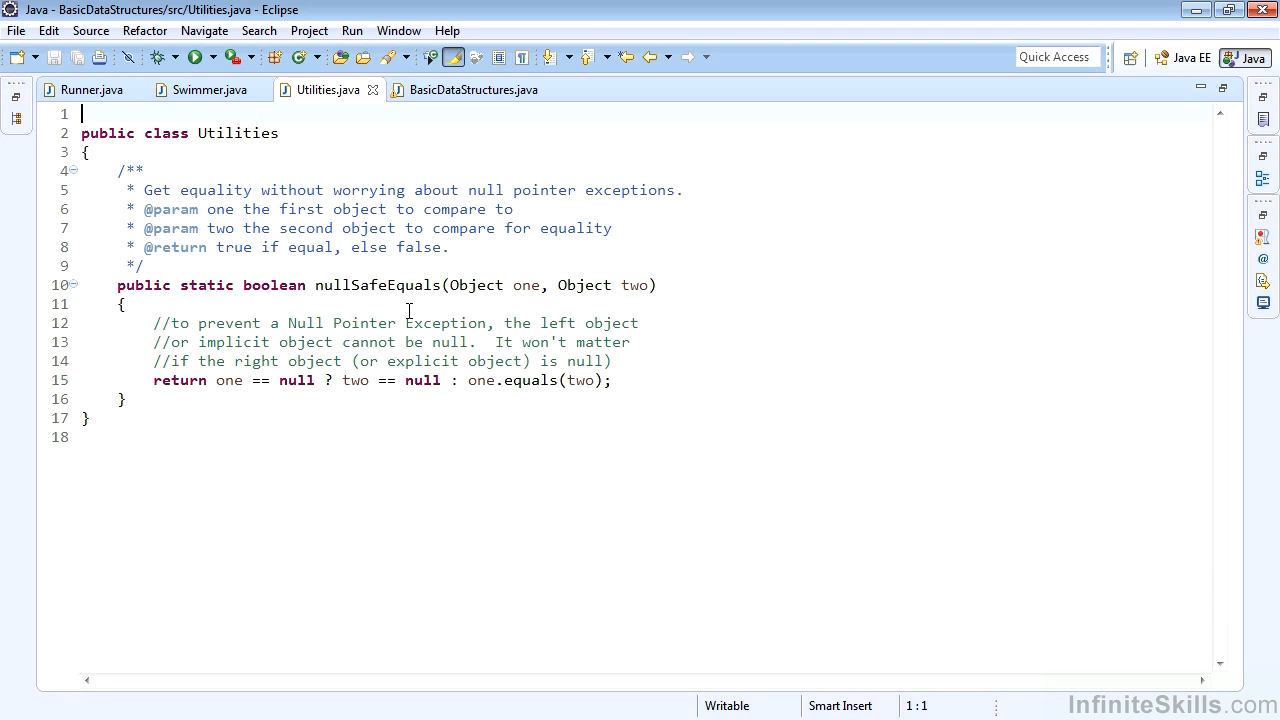 Java - BasicDataStructures/src/Utilities.java - Eclipse
File Edit Source Refactor Navigate Search Project Run Window Help
Quick Access Java EE Java
Runner.java Swimmer.java Utilities.java BasicDataStructures.java
1
2 public class Utilities
3 {
4 /**
5 * Get equality without worrying about null pointer exceptions.
6 * @param one the first object to compare to
7 * @param two the second object to compare for equality
8 * @return true if equal, else false.
9 */
10 public static boolean nullSafeEquals(Object one, Object two)
11 {
12 //to prevent a Null Pointer Exception, the left object
13 //or implicit object cannot be null.  It won't matter
14 //if the right object (or explicit object) is null)
15 return one == null ? two == null : one.equals(two);
16 }
17 }
18
Writable Smart Insert 1 : 1
InfiniteSkills.com